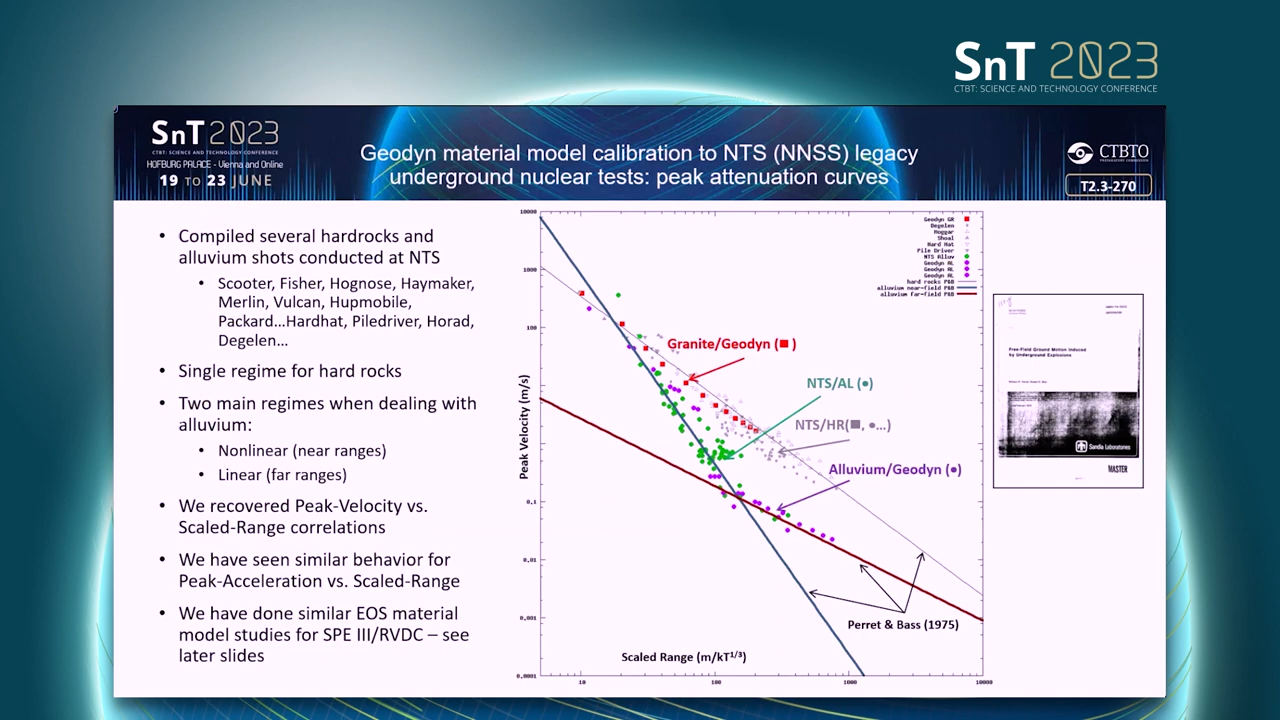 SnT 2023
CTBT: SCIENCE AND TECHNOLOGY CONFERENCE
SnT 2023
CTBT: SCIENCE AND TECHNOLOGY CONFERENCE
HOFBURG PALACE - Vienna and Online
19 TO 23 JUNE
Geodyn material model calibration to NTS (NNSS) legacy
underground nuclear tests: peak attenuation curves
CTBTO
PREPARATORY COMMISSION
T2.3-270
• Compiled several hardrocks and
alluvium shots conducted at NTS
• Scooter, Fisher, Hognose, Haymaker,
Merlin, Vulcan, Hupmobile,
Packard...Hardhat, Piledriver, Horad,
Degelen...
• Single regime for hard rocks
• Two main regimes when dealing with
alluvium:
• Nonlinear (near ranges)
• Linear (far ranges)
• We recovered Peak-Velocity vs.
Scaled-Range correlations
• We have seen similar behavior for
Peak-Acceleration vs. Scaled-Range
• We have done similar EOS material
model studies for SPE III/RVDC – see
later slides
10000
1000
100
0,1
0,01
0,001
0,0001
Peak Velocity (m/s)
Geodyn GR
Degelen
Hoggar
Shoal
Hard Hat
Pile Driver
NTS Alluv
Geodyn AL
Geodyn AL
Geodyn AL
hard rocks P&B
alluvium near-field P&B
alluvium far-field P&B
Granite/Geodyn (■)
NTS/AL (•)
NTS/HR(■, •...)
Alluvium/Geodyn (•)
Perret & Bass (1975)
Scaled Range (m/kT1/3)
10
100
1000
10000
Free-Field Ground Motion Induced
by Underground Explosions
Sandia Laboratories
MASTER